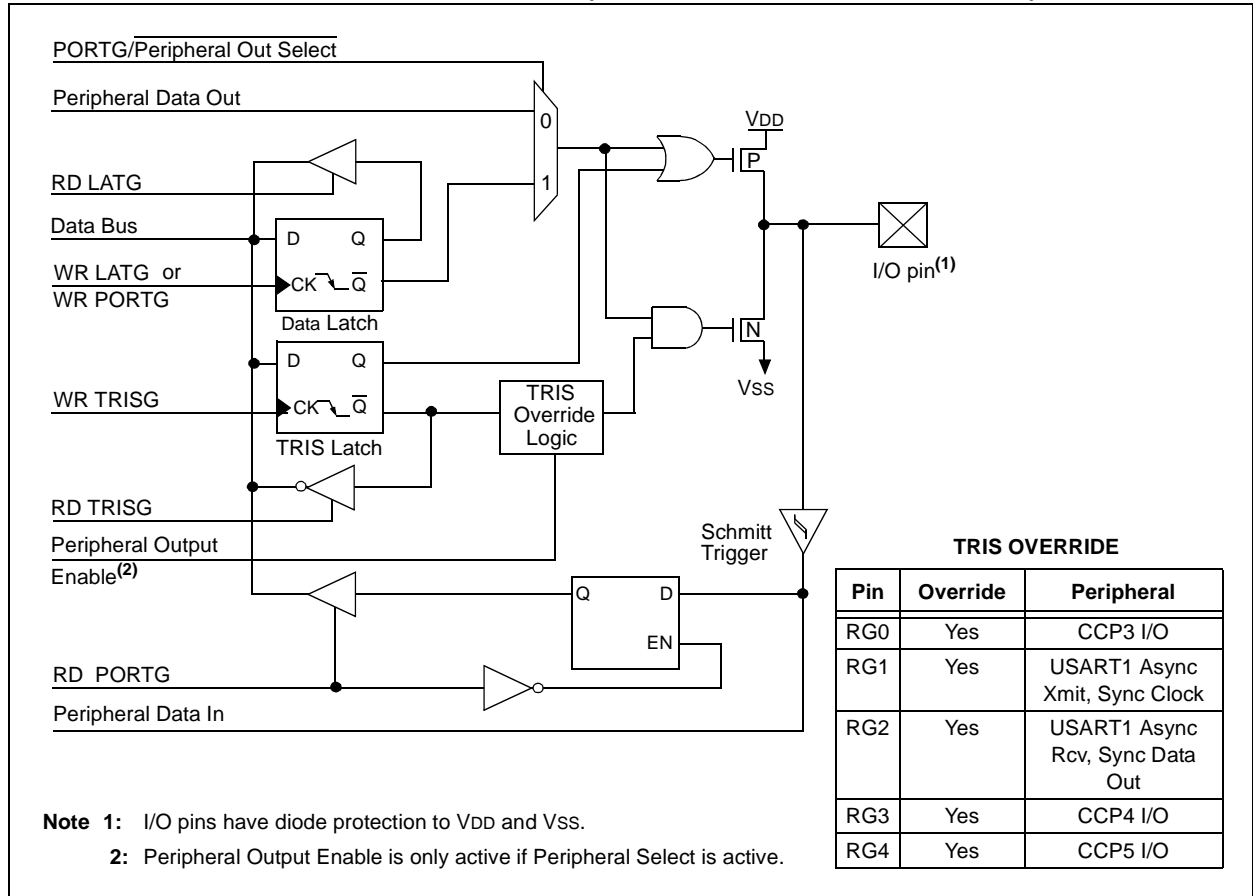 PORTG/Peripheral Out Select
Peripheral Data Out
0
1
VDD
P
RD LATG
Data Bus
D Q
WR LATG or
WR PORTG
CK Q
Data Latch
I/O pin(1)
N
VSS
D Q
WR TRISG
CK Q
TRIS Latch
TRIS
Override
Logic
RD TRISG
Peripheral Output
Enable(2)
Schmitt
Trigger
Q D
EN
RD PORTG
Peripheral Data In
TRIS OVERRIDE
Pin Override Peripheral
RG0 Yes CCP3 I/O
RG1 Yes USART1 Async
Xmit, Sync Clock
RG2 Yes USART1 Async
Rcv, Sync Data
Out
RG3 Yes CCP4 I/O
RG4 Yes CCP5 I/O
Note 1: I/O pins have diode protection to VDD and VSS.
2: Peripheral Output Enable is only active if Peripheral Select is active.